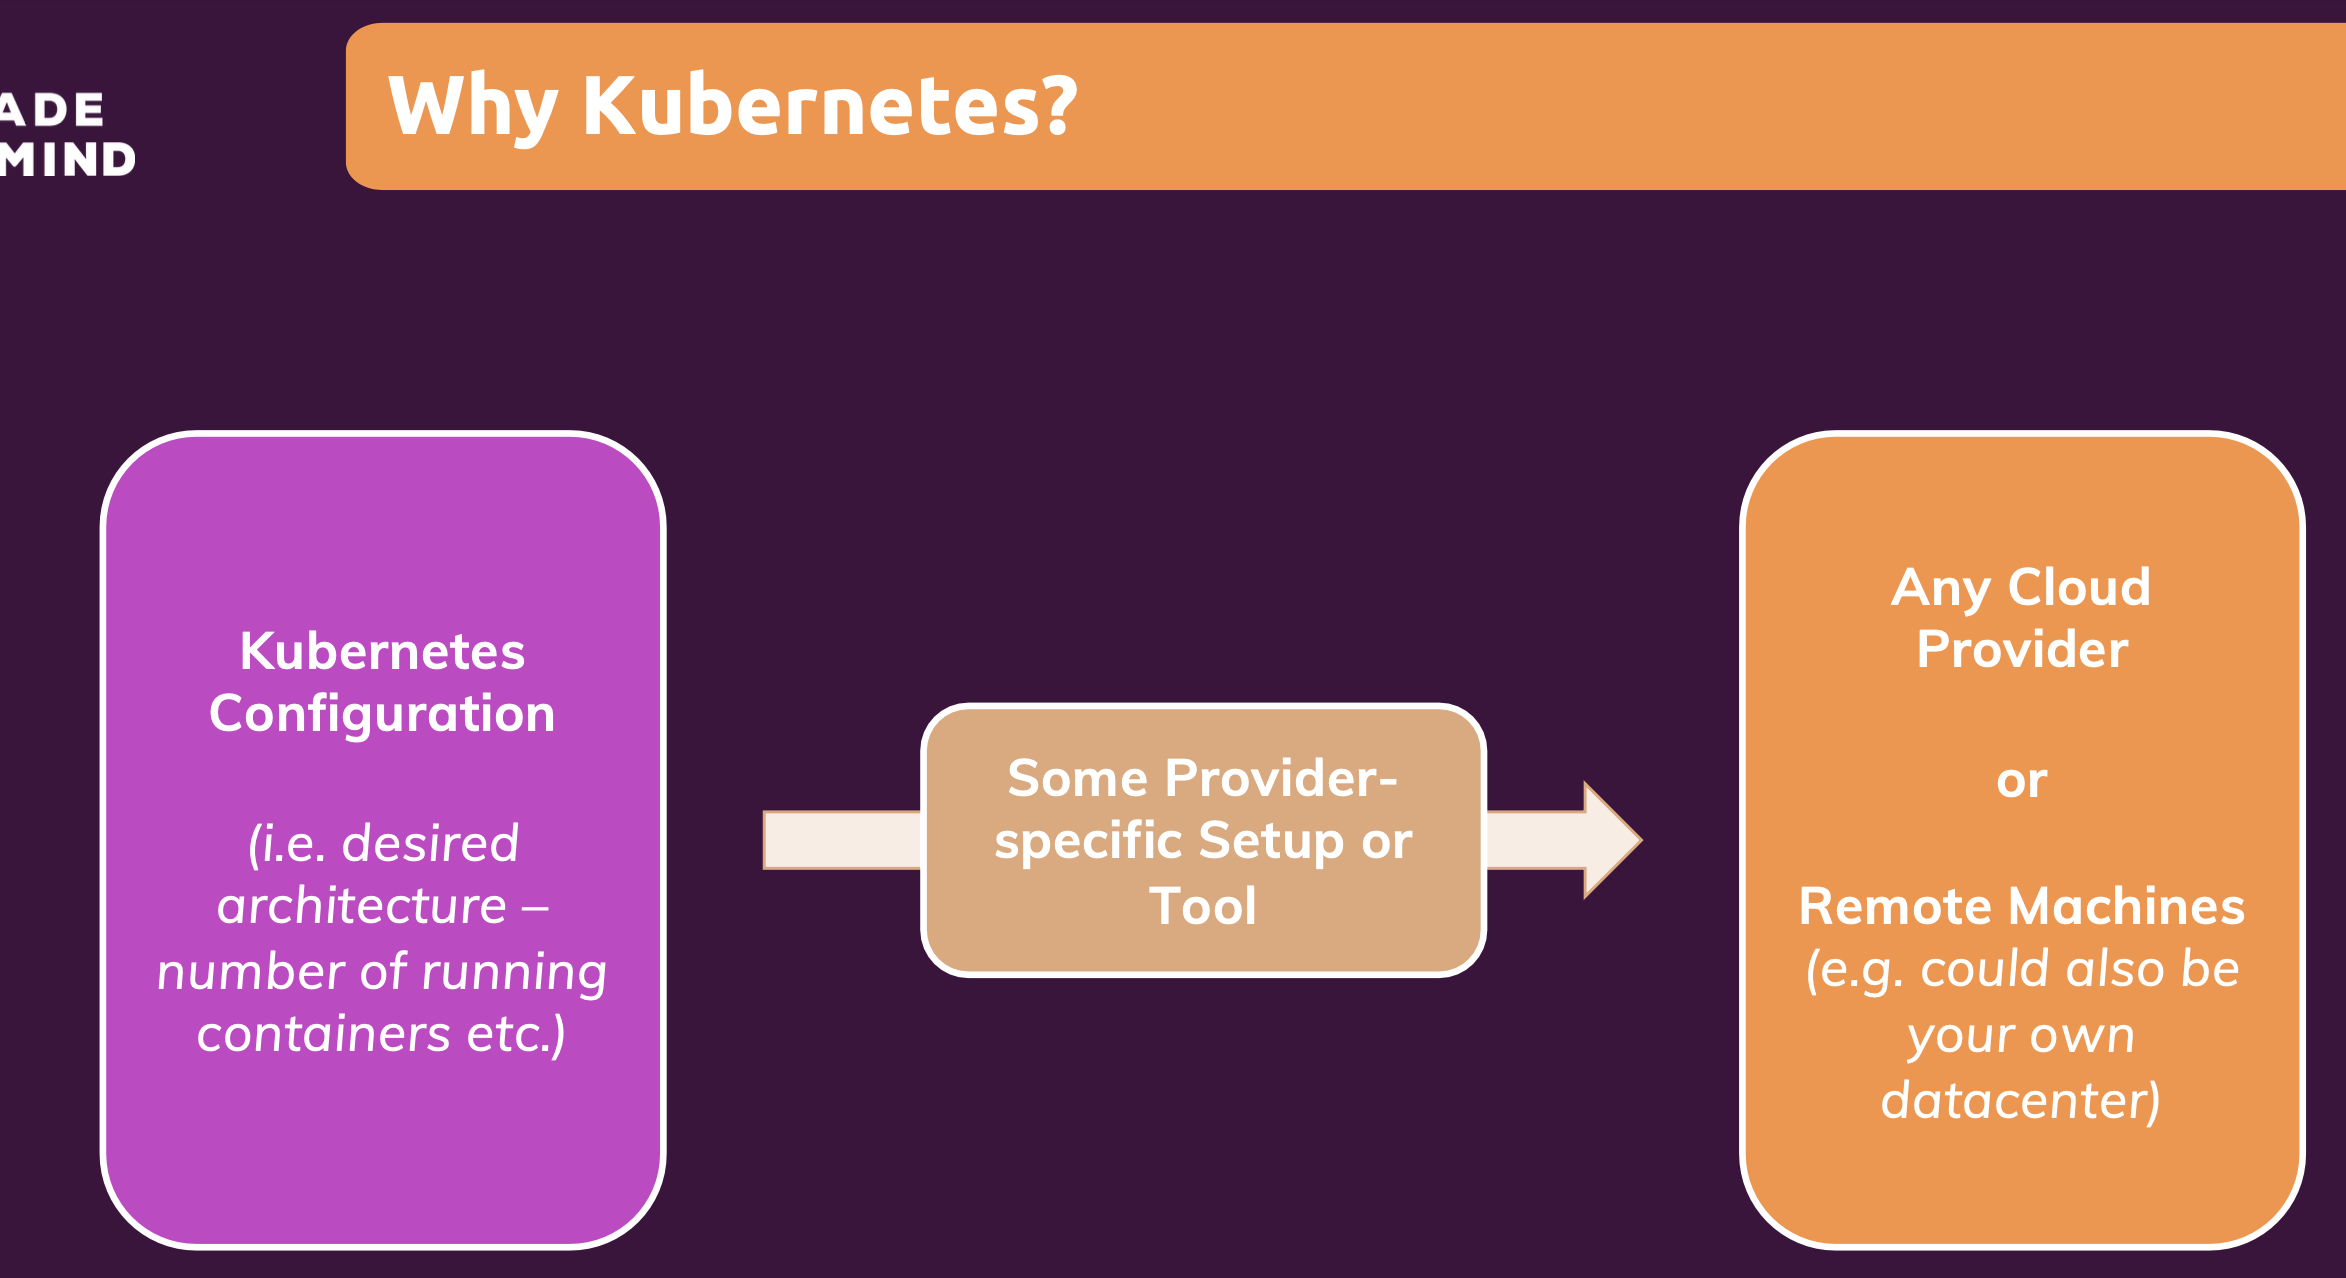 ADE
MIND
Why Kubernetes?
Kubernetes
Configuration
(i.e. desired
architecture –
number of running
containers etc.)
Some Provider-
specific Setup or
Tool
Any Cloud
Provider
or
Remote Machines
(e.g. could also be
your own
datacenter)